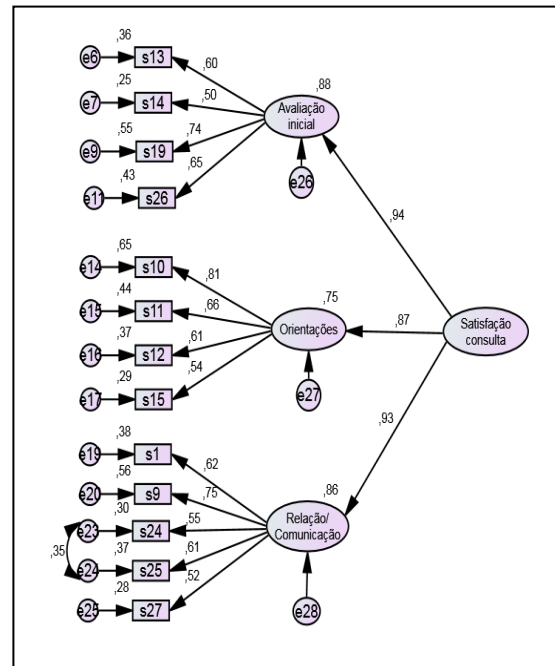 ,36
e6 s13
,60
,25
e7 s14
,50
,88
Avaliação
inicial
,55
e9 s19
,74
,65
,43
e11 s26
e26
,94
,65
e14 s10
,81
,44
e15 s11
,66
,75
Orientações
,87
Satisfação
consulta
,37
e16 s12
,61
,29
e17 s15
,54
e27
,93
,38
e19 s1
,62
,56
e20 s9
,75
,86
Relação/
Comunicação
,30
e23 s24
,55
,35
,37
e24 s25
,61
,28
e25 s27
,52
e28